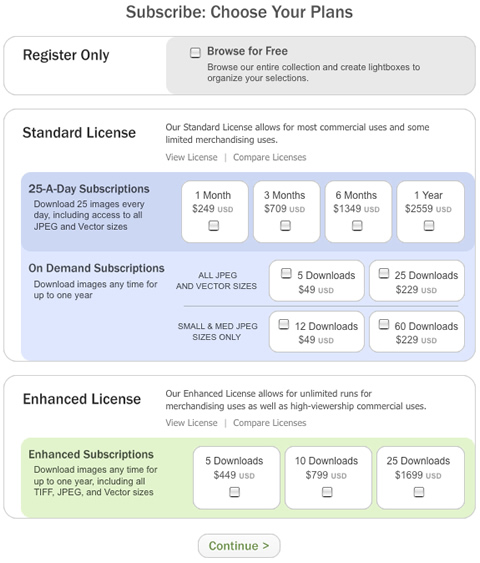 Subscribe: Choose Your Plans
Register Only
Browse for Free
Browse our entire collection and create lightboxes to
organize your selections.
Standard License
Our Standard License allows for most commercial uses and some
limited merchandising uses.
View License | Compare Licenses
25-A-Day Subscriptions
Download 25 images every
day, including access to all
JPEG and Vector sizes
1 Month
$249 USD
3 Months
$709 USD
6 Months
$1349 USD
1 Year
$2559 USD
On Demand Subscriptions
Download images any time for
up to one year
ALL JPEG
AND VECTOR SIZES
5 Downloads
$49 USD
25 Downloads
$229 USD
SMALL & MED JPEG
SIZES ONLY
12 Downloads
$49 USD
60 Downloads
$229 USD
Enhanced License
Our Enhanced License allows for unlimited runs for
merchandising uses as well as high-viewership commercial uses.
View License | Compare Licenses
Enhanced Subscriptions
Download images any time for
up to one year, including all
TIFF, JPEG, and Vector sizes
5 Downloads
$449 USD
10 Downloads
$799 USD
25 Downloads
$1699 USD
Continue >